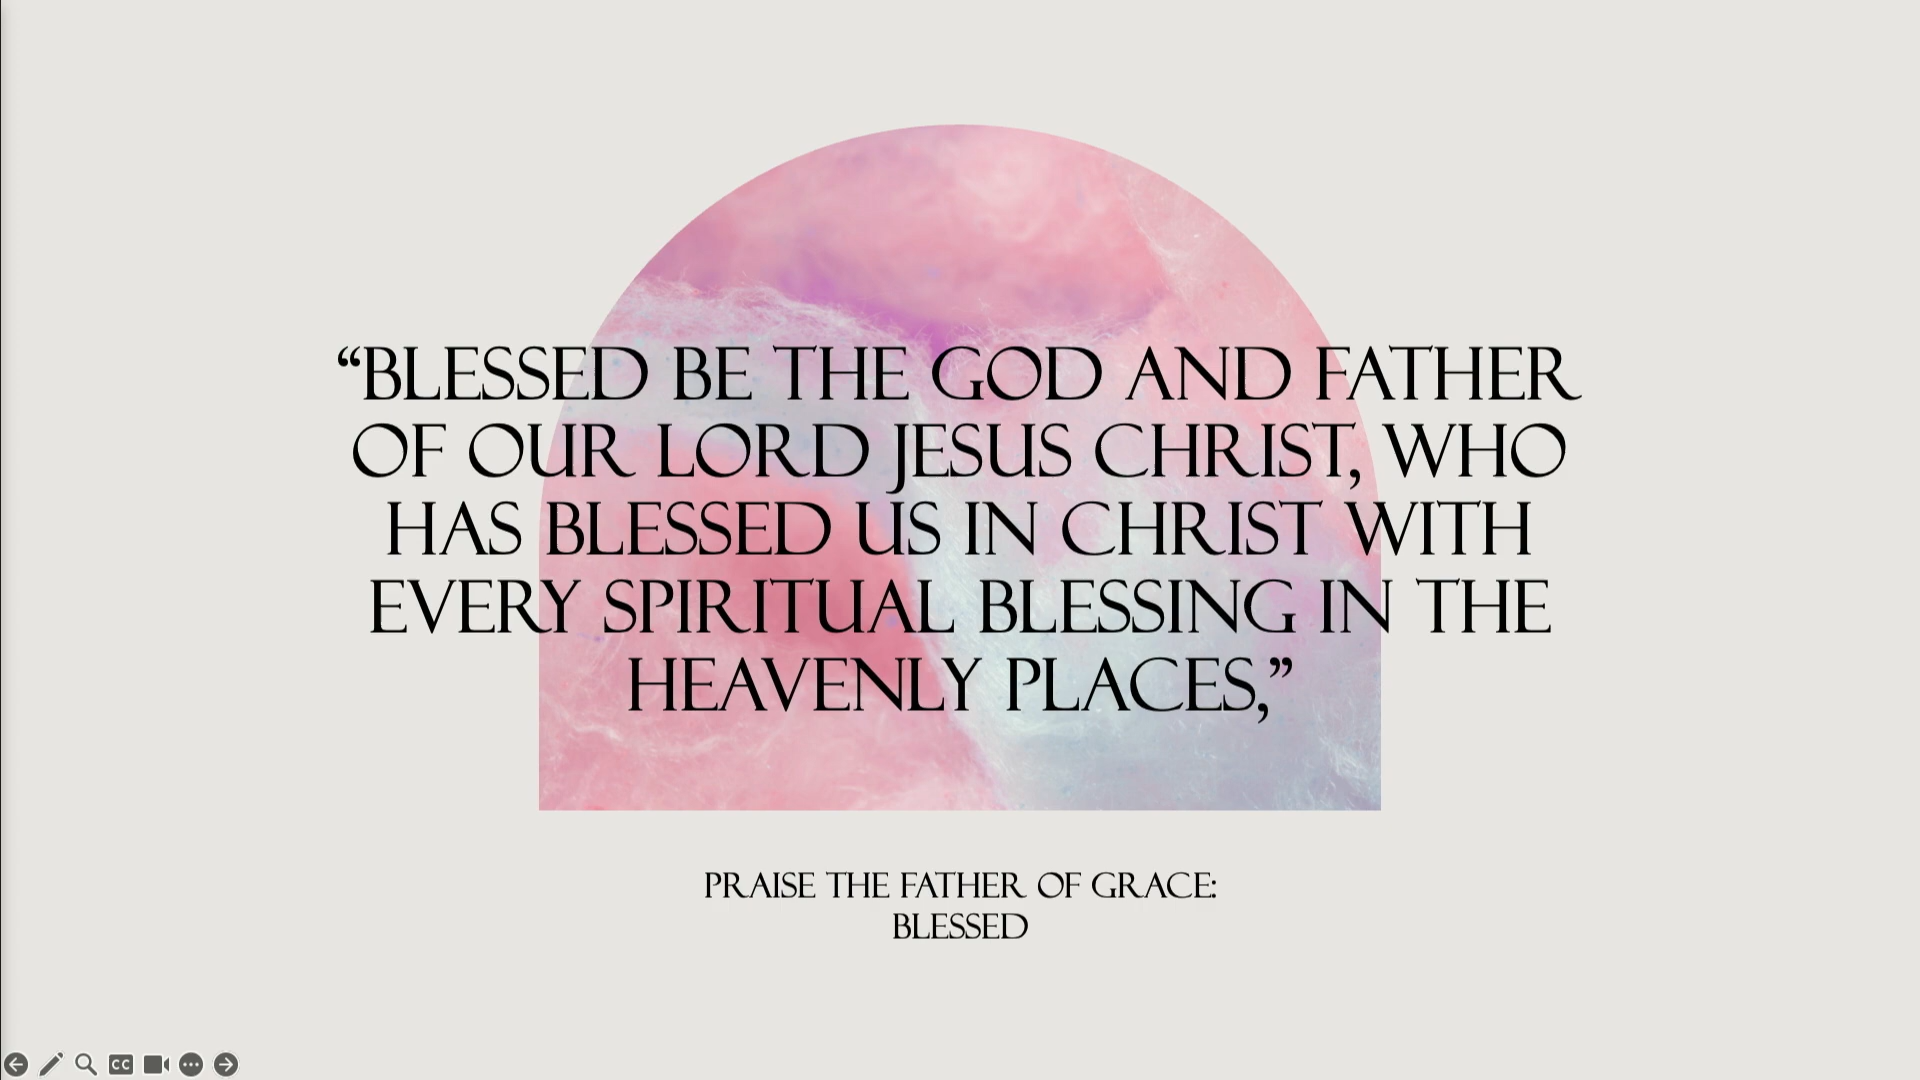 “BLESSED BE THE GOD AND FATHER
OF OUR LORD JESUS CHRIST, WHO
HAS BLESSED US IN CHRIST WITH
EVERY SPIRITUAL BLESSING IN THE
HEAVENLY PLACES,”
PRAISE THE FATHER OF GRACE:
BLESSED
CC